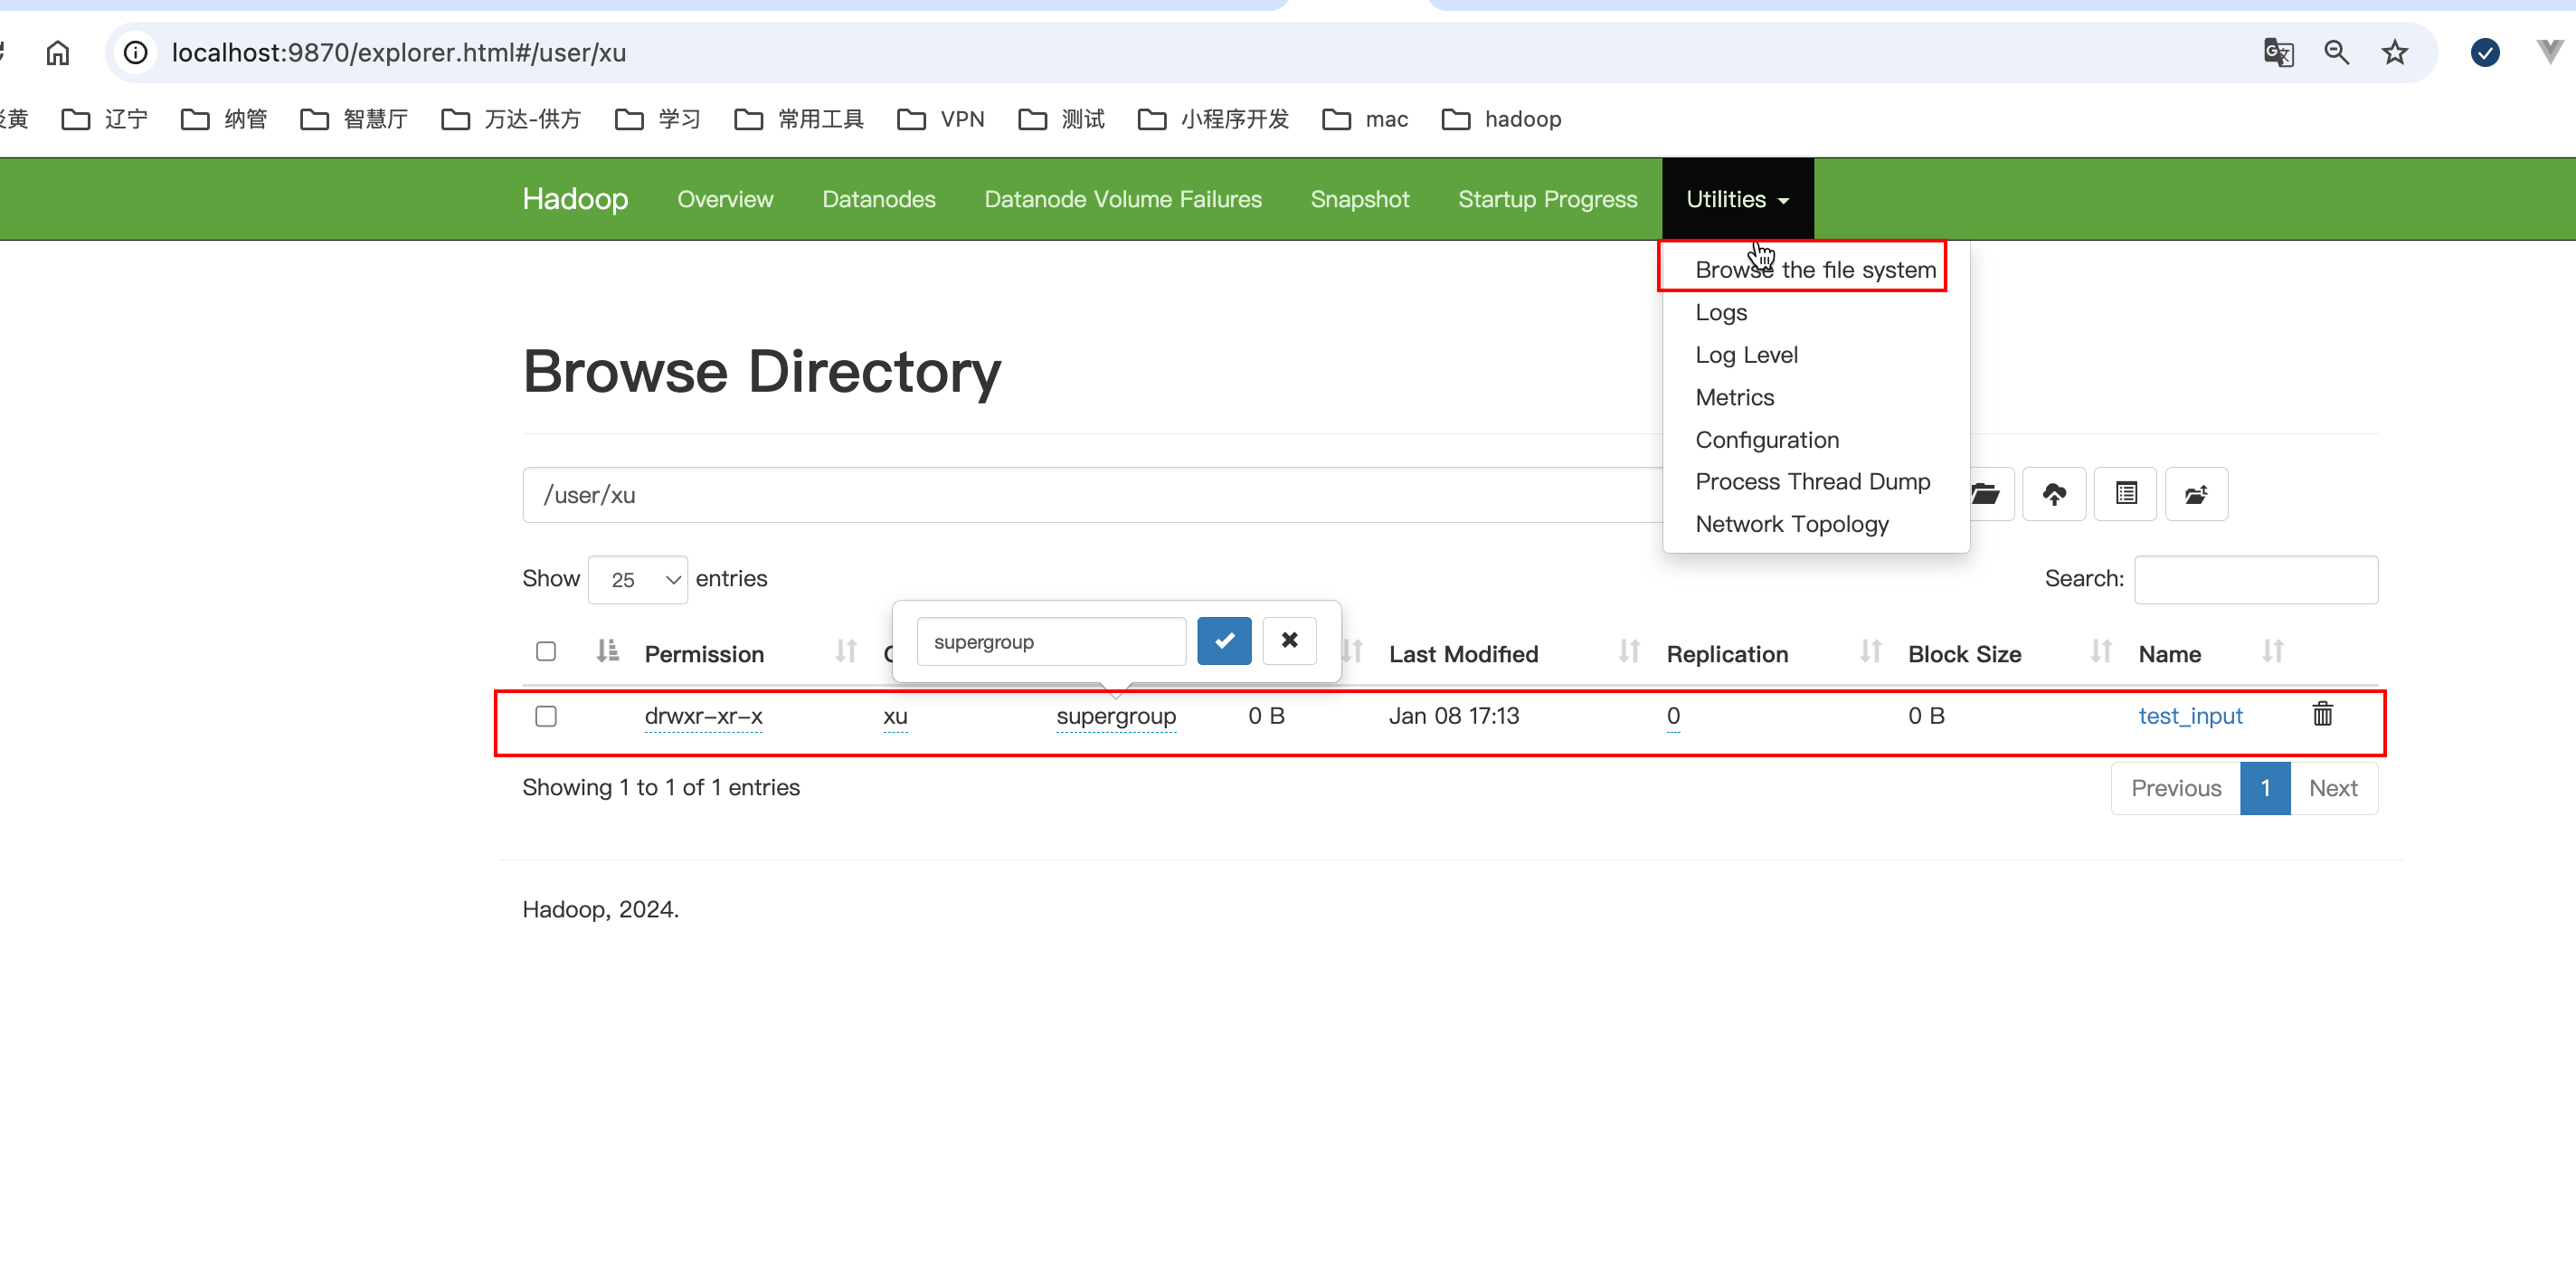 localhost:9870/explorer.html#/user/xu
黄 辽宁 纳管 智慧厅 万达-供方 学习 常用工具 VPN 测试 小程序开发 mac hadoop
Hadoop Overview Datanodes Datanode Volume Failures Snapshot Startup Progress Utilities
Browse the file system
Logs
Log Level
Metrics
Configuration
Process Thread Dump
Network Topology
Browse Directory
/user/xu
Show 25 entries Search:
supergroup
Permission Last Modified Replication Block Size Name
drwxr-xr-x xu supergroup 0 B Jan 08 17:13 0 0 B test_input
Showing 1 to 1 of 1 entries Previous 1 Next
Hadoop, 2024.